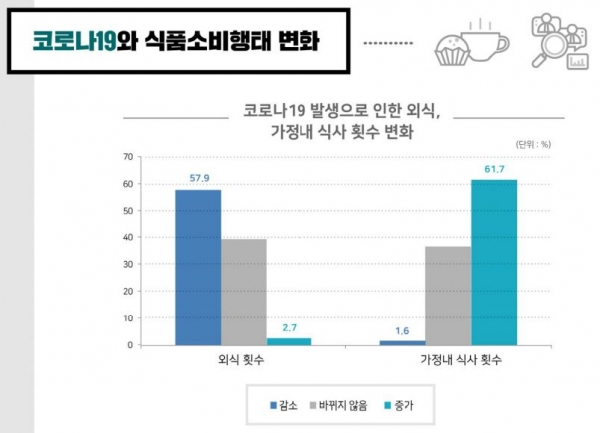 코로나19와 식품소비행태 변화
코로나19 발생으로 인한 외식,
가정내 식사 횟수 변화
(단위 : %)
70
60
50
40
30
20
10
0
57.9
2.7
1.6
61.7
외식 횟수
가정내 식사 횟수
감소 바뀌지 않음 증가